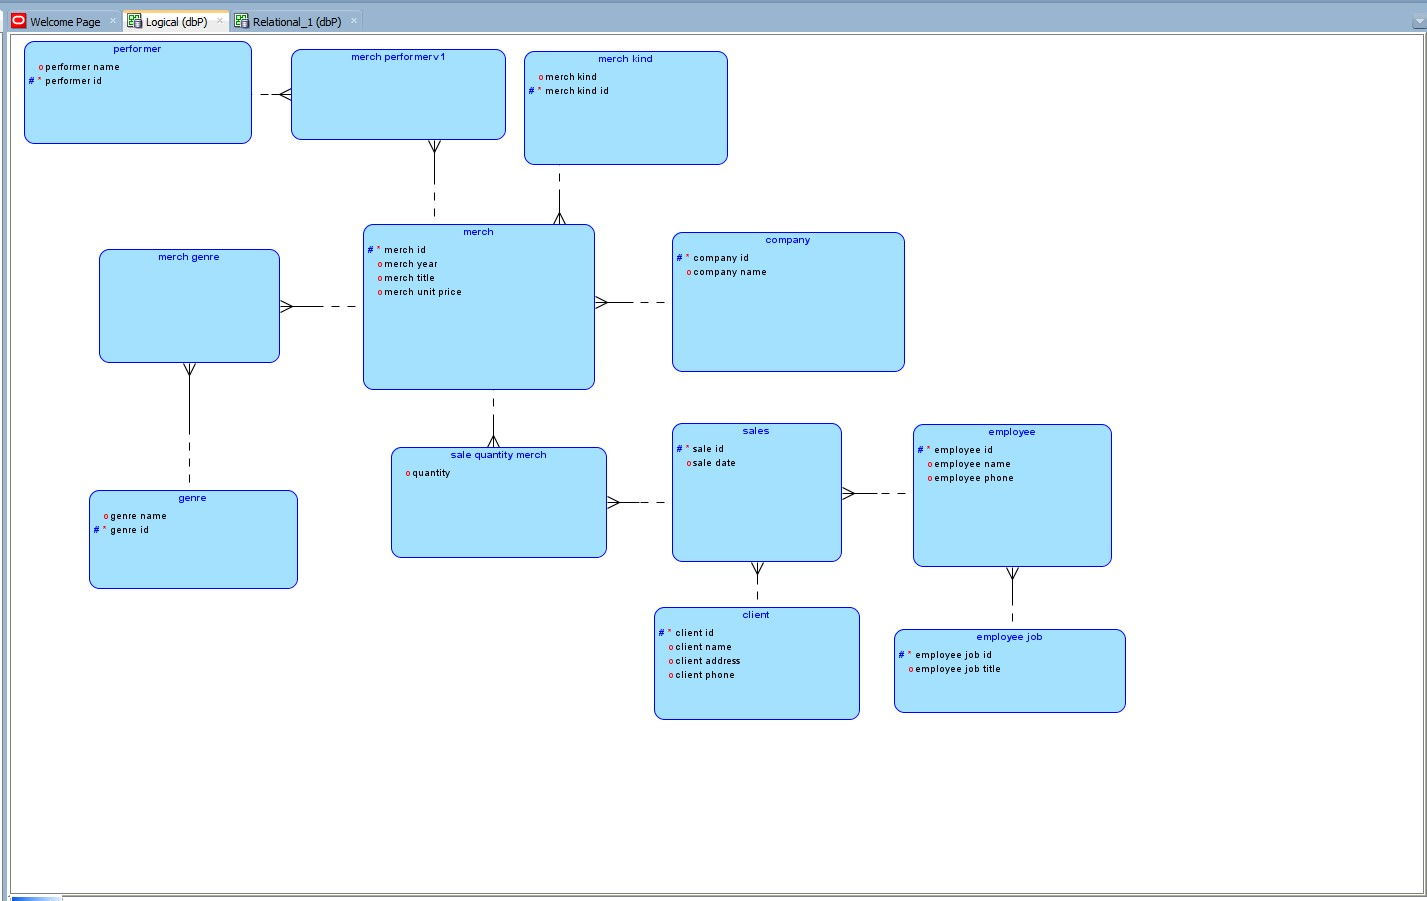 Welcome Page
Logical (dbP)
Relational_1 (dbP)
performer
o performer name
# * performer id
merch performerv1
merch kind
o merch kind
# * merch kind id
merch genre
merch
# * merch id
o merch year
o merch title
o merch unit price
company
# * company id
o company name
genre
o genre name
# * genre id
sale quantity merch
o quantity
sales
# * sale id
o sale date
employee
# * employee id
o employee name
o employee phone
client
# * client id
o client name
o client address
o client phone
employee job
# * employee job id
o employee job title